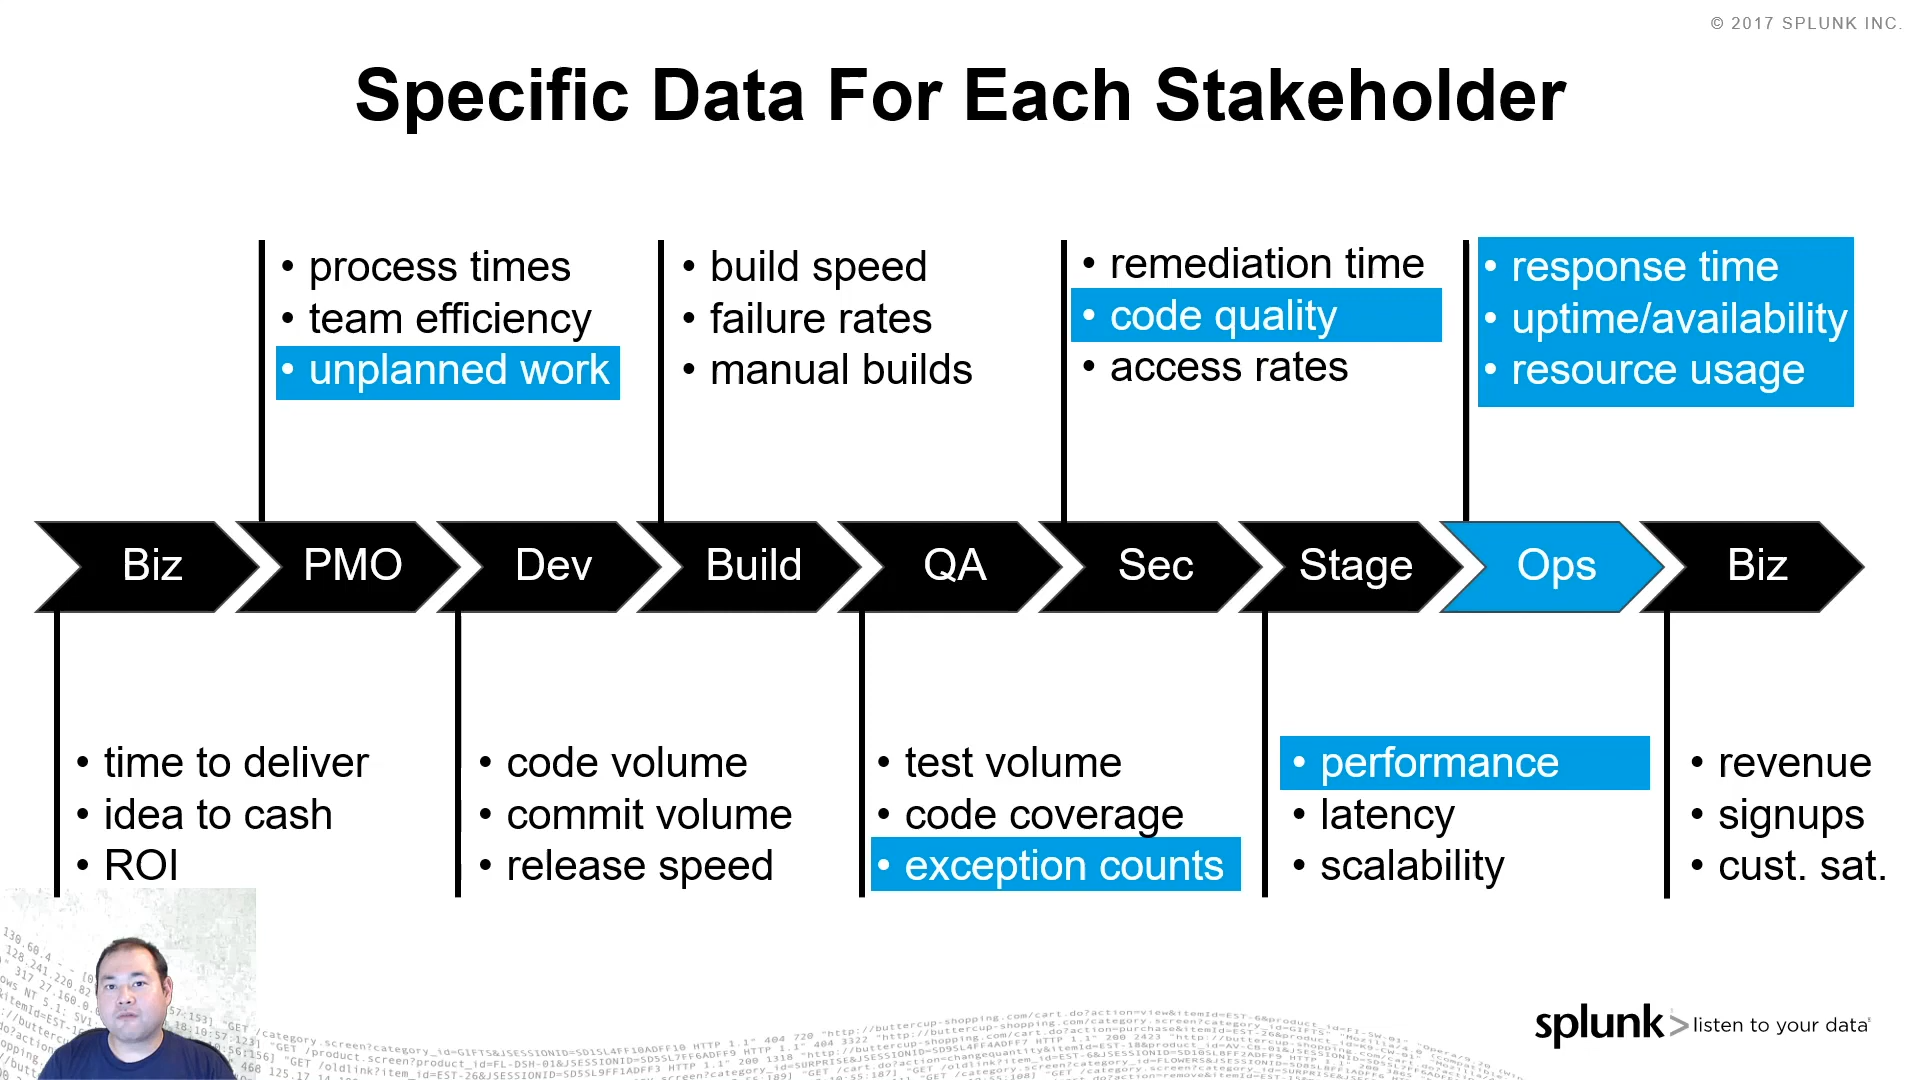 © 2017 SPLUNK INC.
Specific Data For Each Stakeholder
• process times
• team efficiency
• unplanned work
• build speed
• failure rates
• manual builds
• remediation time
• code quality
• access rates
• response time
• uptime/availability
• resource usage
Biz
PMO
Dev
Build
QA
Sec
Stage
Ops
Biz
• time to deliver
• idea to cash
• ROI
• code volume
• commit volume
• release speed
• test volume
• code coverage
• exception counts
• performance
• latency
• scalability
• revenue
• signups
• cust. sat.
splunk> listen to your data